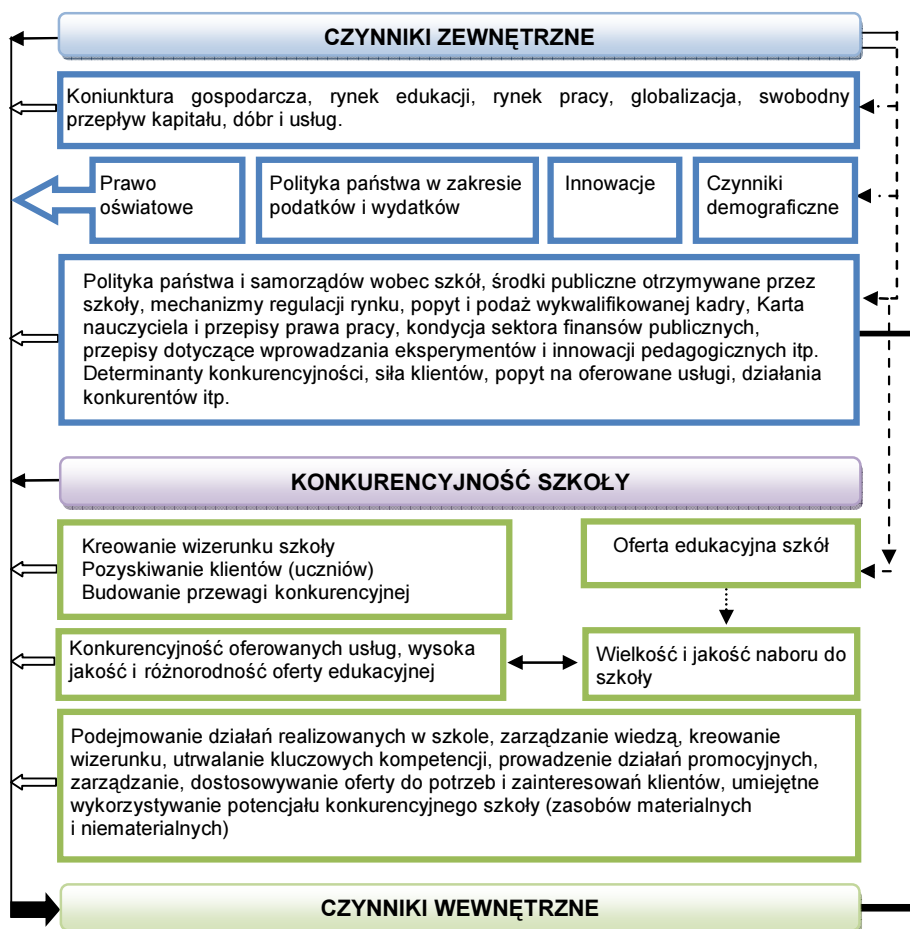 CZYNNIKI ZEWNĘTRZNE
Koniunktura gospodarcza, rynek edukacji, rynek pracy, globalizacja, swobodny
przepływ kapitału, dóbr i usług.
Prawo
oświatowe
Polityka państwa w zakresie
podatków i wydatków
Innowacje
Czynniki
demograficzne
Polityka państwa i samorządów wobec szkół, środki publiczne otrzymywane przez
szkoły, mechanizmy regulacji rynku, popyt i podaż wykwalifikowanej kadry, Karta
nauczyciela i przepisy prawa pracy, kondycja sektora finansów publicznych,
przepisy dotyczące wprowadzania eksperymentów i innowacji pedagogicznych itp.
Determinanty konkurencyjności, siła klientów, popyt na oferowane usługi, działania
konkurentów itp.
KONKURENCYJNOŚĆ SZKOŁY
Kreowanie wizerunku szkoły
Pozyskiwanie klientów (uczniów)
Budowanie przewagi konkurencyjnej
Oferta edukacyjna szkół
Konkurencyjność oferowanych usług, wysoka
jakość i różnorodność oferty edukacyjnej
Wielkość i jakość naboru do
szkoły
Podejmowanie działań realizowanych w szkole, zarządzanie wiedzą, kreowanie
wizerunku, utrwalanie kluczowych kompetencji, prowadzenie działań promocyjnych,
zarządzanie, dostosowywanie oferty do potrzeb i zainteresowań klientów, umiejętne
wykorzystywanie potencjału konkurencyjnego szkoły (zasobów materialnych
i niematerialnych)
CZYNNIKI WEWNĘTRZNE